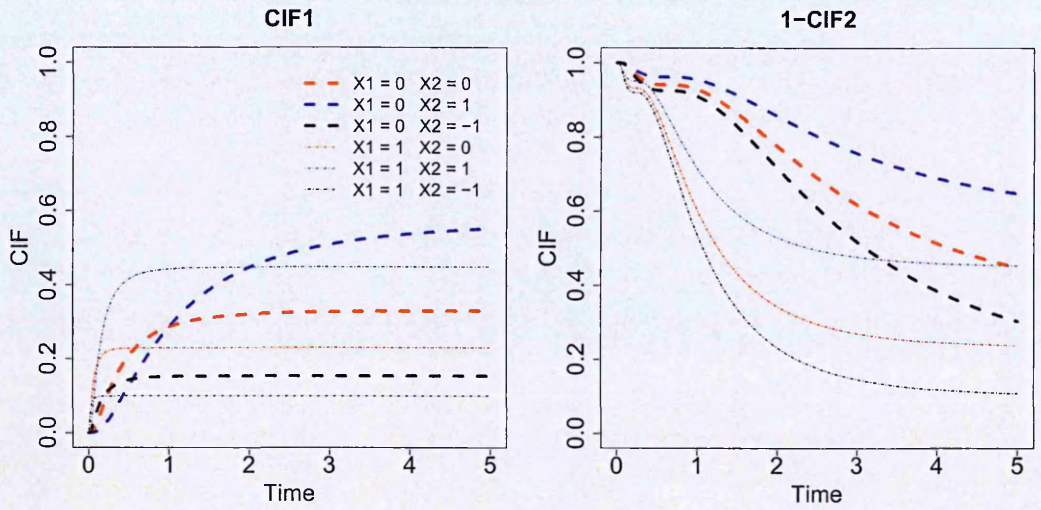 CIF1
1.0
0.8
0.6
0.4
0.2
0.0
CIF
X1 = 0 X2 = 0
X1 = 0 X2 = 1
X1 = 0 X2 = −1
X1 = 1 X2 = 0
X1 = 1 X2 = 1
X1 = 1 X2 = −1
0 1 2 3 4 5
Time
1−CIF2
1.0
0.8
0.6
0.4
0.2
0.0
CIF
0 1 2 3 4 5
Time